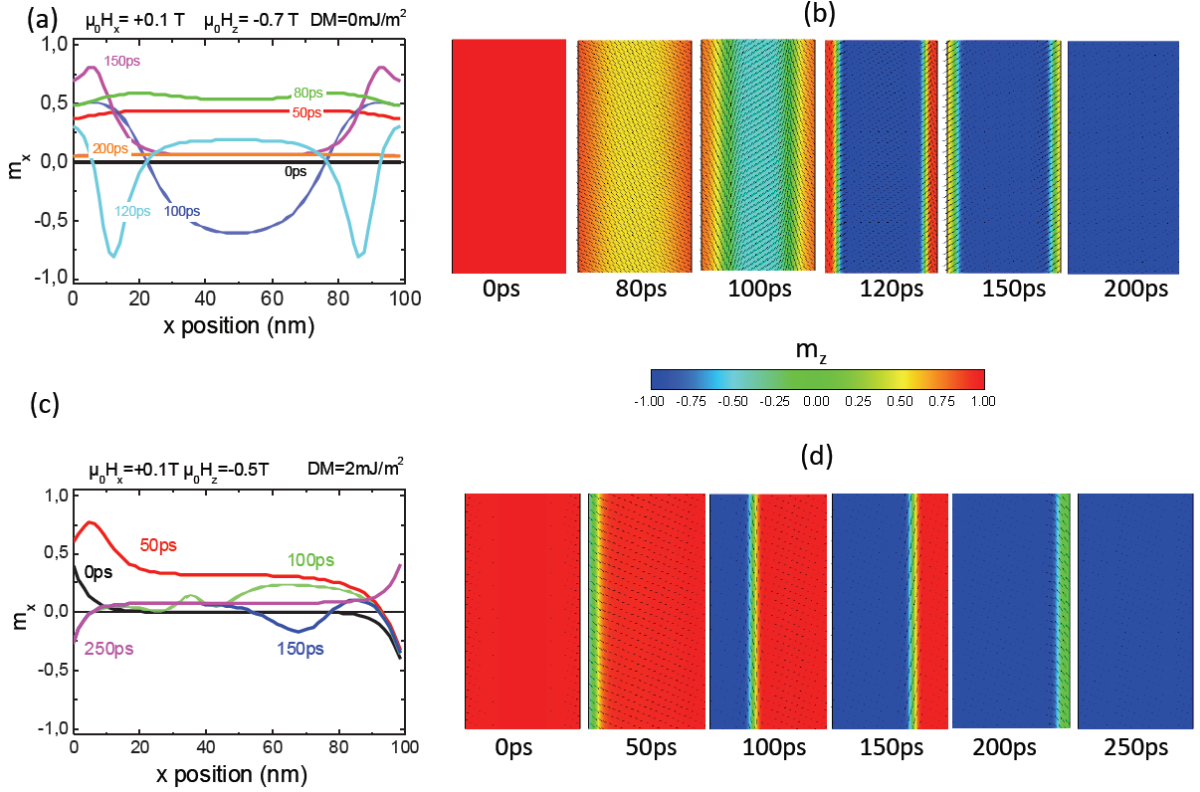 (a)
μ₀Hₓ=+0.1 T μ₀H_z=-0.7 T DM=0mJ/m²
1,0
0,5
0,0
-0,5
-1,0
mₓ
150ps
80ps
50ps
200ps
0ps
120ps
100ps
0 20 40 60 80 100
x position (nm)
(b)
0ps 80ps 100ps 120ps 150ps 200ps
m_z
-1.00 -0.75 -0.50 -0.25 0.00 0.25 0.50 0.75 1.00
(c)
μ₀Hₓ=+0.1T μ₀H_z=-0.5T DM=2mJ/m²
1,0
0,5
0,0
-0,5
-1,0
mₓ
50ps
0ps
100ps
250ps
150ps
0 20 40 60 80 100
x position (nm)
(d)
0ps 50ps 100ps 150ps 200ps 250ps